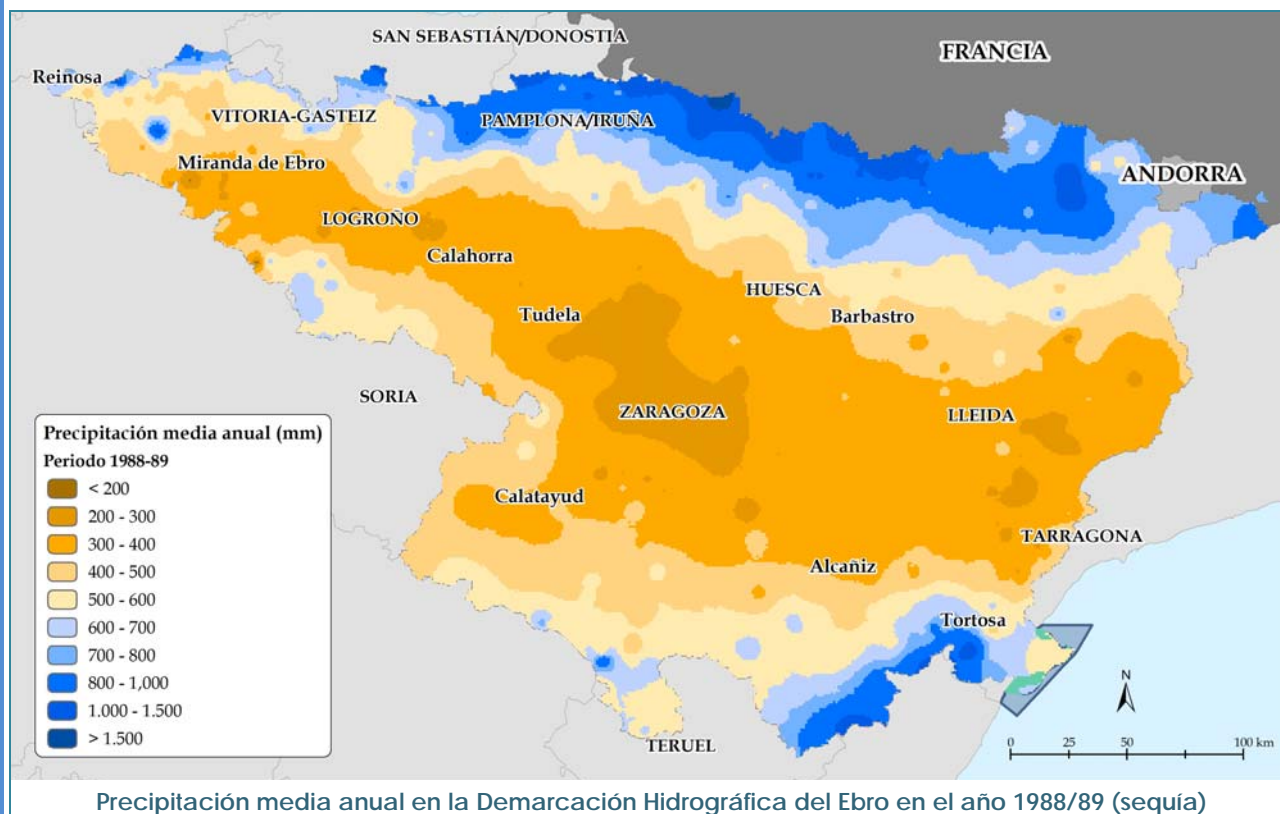 SAN SEBASTIÁN/DONOSTIA
FRANCIA
Reinosa
VITORIA-GASTEIZ
PAMPLONA/IRUÑA
Miranda de Ebro
ANDORRA
LOGROÑO
Calahorra
HUESCA
Tudela
Barbastro
SORIA
ZARAGOZA
LLEIDA
Precipitación media anual (mm)
Periodo 1988-89
< 200
200 - 300
300 - 400
400 - 500
500 - 600
600 - 700
700 - 800
800 - 1,000
1.000 - 1.500
> 1.500
Calatayud
TARRAGONA
Alcañiz
Tortosa
TERUEL
N
0 25 50 100 km
Precipitación media anual en la Demarcación Hidrográfica del Ebro en el año 1988/89 (sequía)